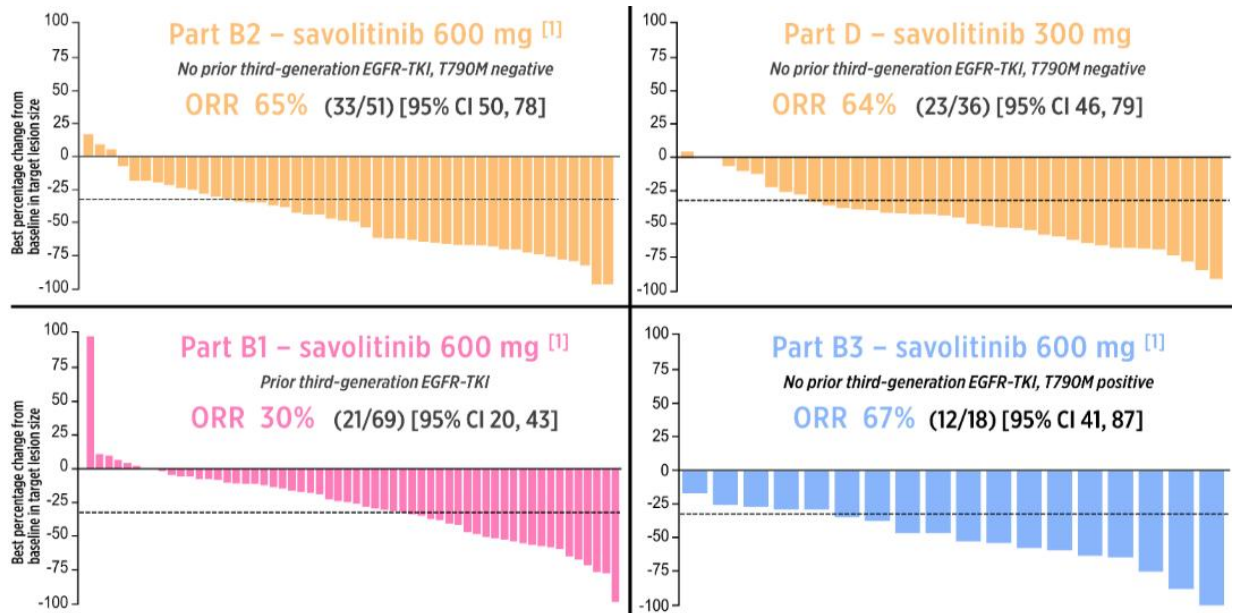 Best percentage change from
baseline in target lesion size
100
75
50
25
0
-25
-50
-75
-100
Part B2 – savolitinib 600 mg [1]
No prior third-generation EGFR-TKI, T790M negative
ORR 65% (33/51) [95% CI 50, 78]
100
75
50
25
0
-25
-50
-75
-100
Part D – savolitinib 300 mg
No prior third-generation EGFR-TKI, T790M negative
ORR 64% (23/36) [95% CI 46, 79]
Best percentage change from
baseline in target lesion size
100
75
50
25
0
-25
-50
-75
-100
Part B1 – savolitinib 600 mg [1]
Prior third-generation EGFR-TKI
ORR 30% (21/69) [95% CI 20, 43]
100
75
50
25
0
-25
-50
-75
-100
Part B3 – savolitinib 600 mg [1]
No prior third-generation EGFR-TKI, T790M positive
ORR 67% (12/18) [95% CI 41, 87]